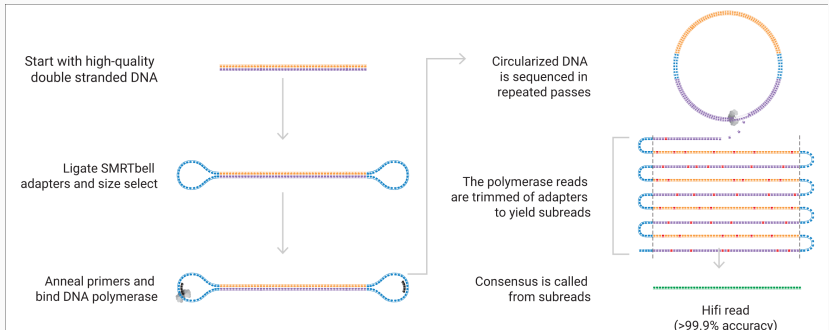 Start with high-quality
double stranded DNA
Ligate SMRTbell
adapters and size select
Anneal primers and
bind DNA polymerase
Circularized DNA
is sequenced in
repeated passes
The polymerase reads
are trimmed of adapters
to yield subreads
Consensus is called
from subreads
Hifi read
(>99.9% accuracy)